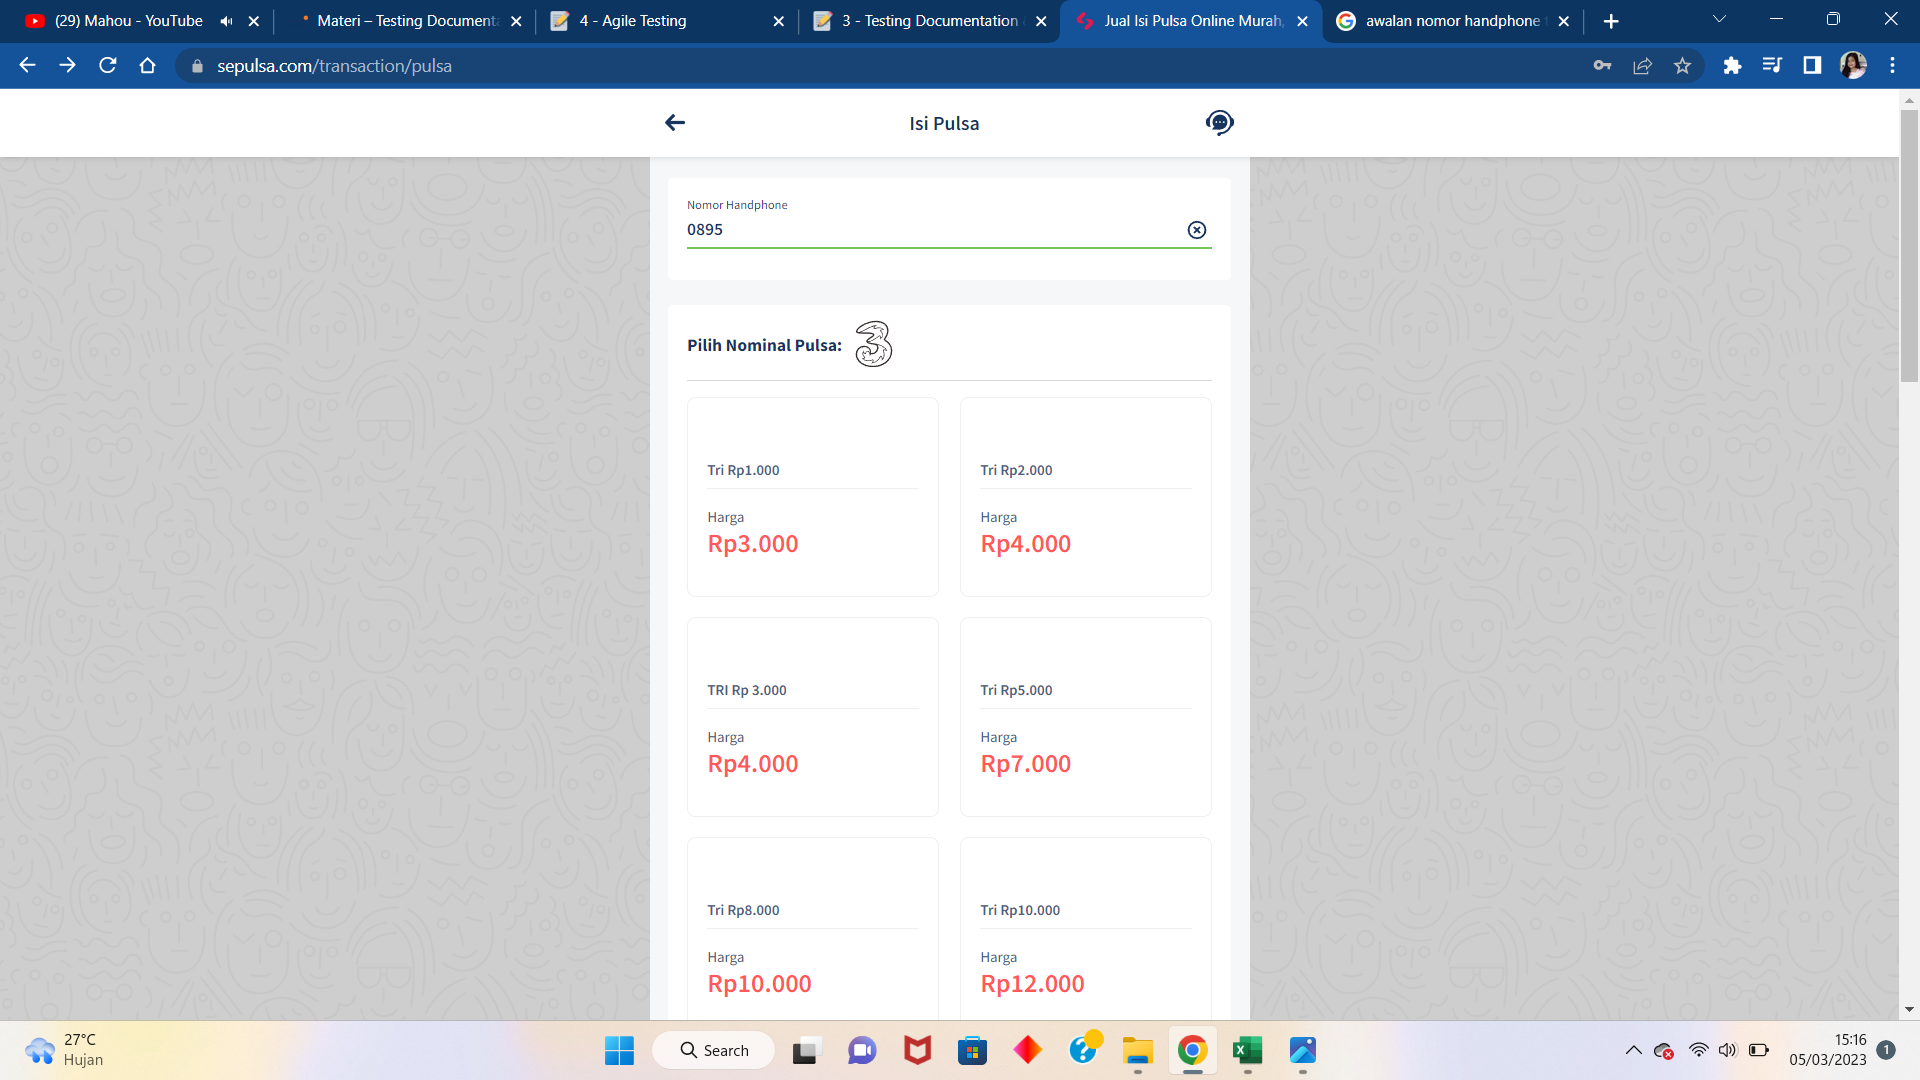 (29) Mahou - YouTube
Materi – Testing Documenta
4 - Agile Testing
3 - Testing Documentation
Jual Isi Pulsa Online Murah,
awalan nomor handphone
sepulsa.com/transaction/pulsa
Isi Pulsa
Nomor Handphone
0895
Pilih Nominal Pulsa:
3
Tri Rp1.000
Harga
Rp3.000
Tri Rp2.000
Harga
Rp4.000
TRI Rp 3.000
Harga
Rp4.000
Tri Rp5.000
Harga
Rp7.000
Tri Rp8.000
Harga
Rp10.000
Tri Rp10.000
Harga
Rp12.000
27°C
Hujan
Search
15:16
05/03/2023
1